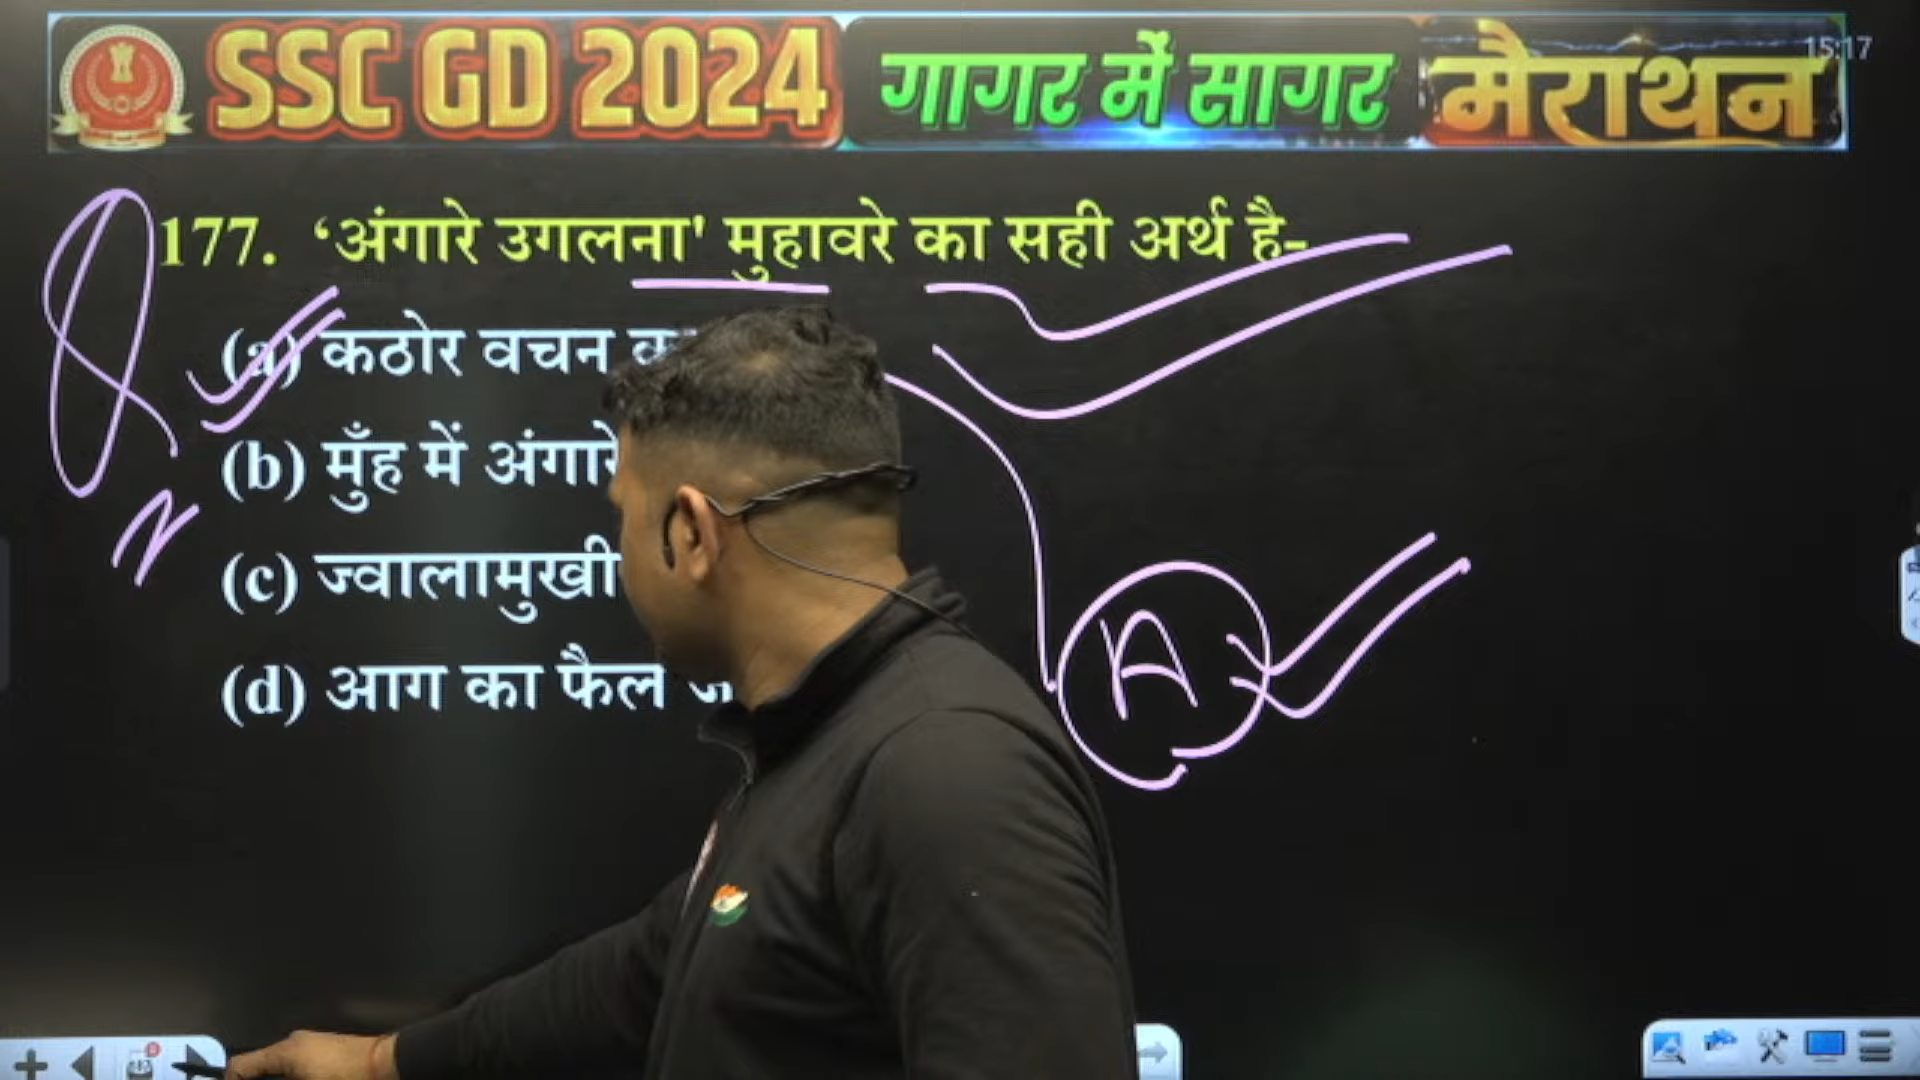 SSC GD 2024 गागर में सागर मैराथन
15:17
177. ‘अंगारे उगलना' मुहावरे का सही अर्थ है-
(a) कठोर वचन
(b) मुँह में अंगारे
(c) ज्वालामुखी
(d) आग का फैल
N
A